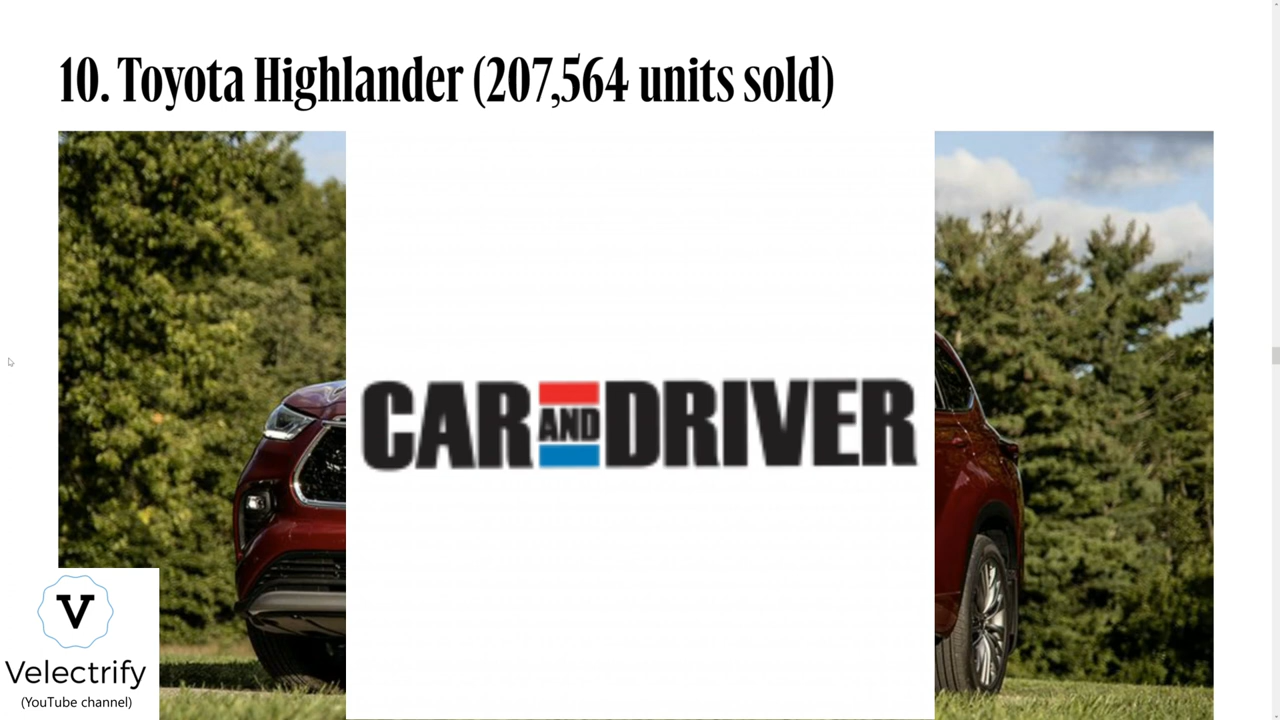 10. Toyota Highlander (207,564 units sold)
CAR AND DRIVER
V
Velectrify
(YouTube channel)